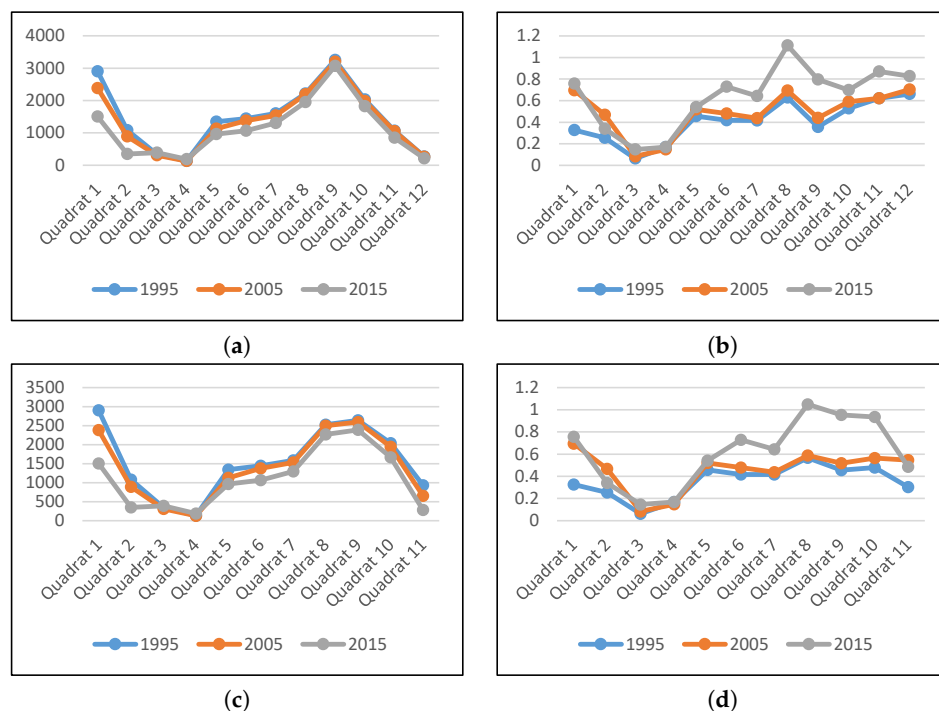 4000
3000
2000
1000
0
Quadrat 1
Quadrat 2
Quadrat 3
Quadrat 4
Quadrat 5
Quadrat 6
Quadrat 7
Quadrat 8
Quadrat 9
Quadrat 10
Quadrat 11
Quadrat 12
1995 2005 2015
(a)
1.2
1
0.8
0.6
0.4
0.2
0
Quadrat 1
Quadrat 2
Quadrat 3
Quadrat 4
Quadrat 5
Quadrat 6
Quadrat 7
Quadrat 8
Quadrat 9
Quadrat 10
Quadrat 11
Quadrat 12
1995 2005 2015
(b)
3500
3000
2500
2000
1500
1000
500
0
Quadrat 1
Quadrat 2
Quadrat 3
Quadrat 4
Quadrat 5
Quadrat 6
Quadrat 7
Quadrat 8
Quadrat 9
Quadrat 10
Quadrat 11
1995 2005 2015
(c)
1.2
1
0.8
0.6
0.4
0.2
0
Quadrat 1
Quadrat 2
Quadrat 3
Quadrat 4
Quadrat 5
Quadrat 6
Quadrat 7
Quadrat 8
Quadrat 9
Quadrat 10
Quadrat 11
1995 2005 2015
(d)